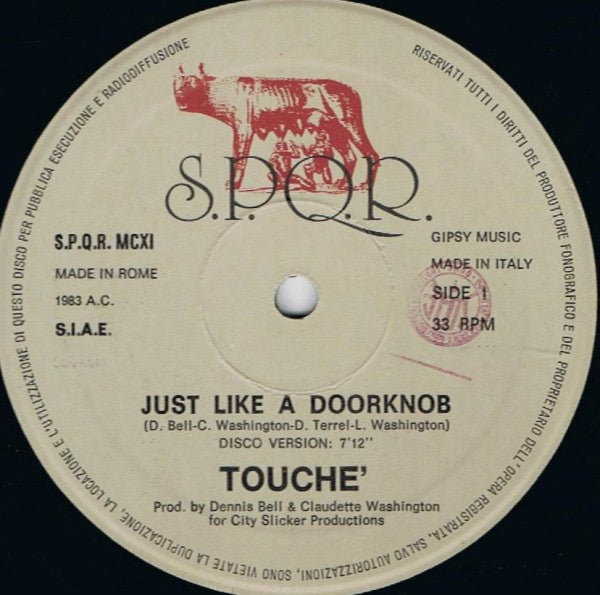 RISERVATI TUTTI I DIRITTI DEL PRODUTTORE FONOGRAFICO E DEL PROPRIETARIO DELL'OPERA REGISTRATA. SALVO AUTORIZZAZIONI, SONO VIETATE LA DUPLICAZIONE, LA LOCAZIONE E L'UTILIZZAZIONE DI QUESTO DISCO PER PUBBLICA ESECUZIONE E RADIODIFFUSIONE
S.P.Q.R.
S.P.Q.R. MCXI
MADE IN ROME
1983 A.C.
S.I.A.E.
GIPSY MUSIC
MADE IN ITALY
SIDE I
33 RPM
JUST LIKE A DOORKNOB
(D. Bell-C. Washington-D. Terrel-L. Washington)
DISCO VERSION: 7'12''
TOUCHE'
Prod. by Dennis Bell & Claudette Washington
for City Slicker Productions